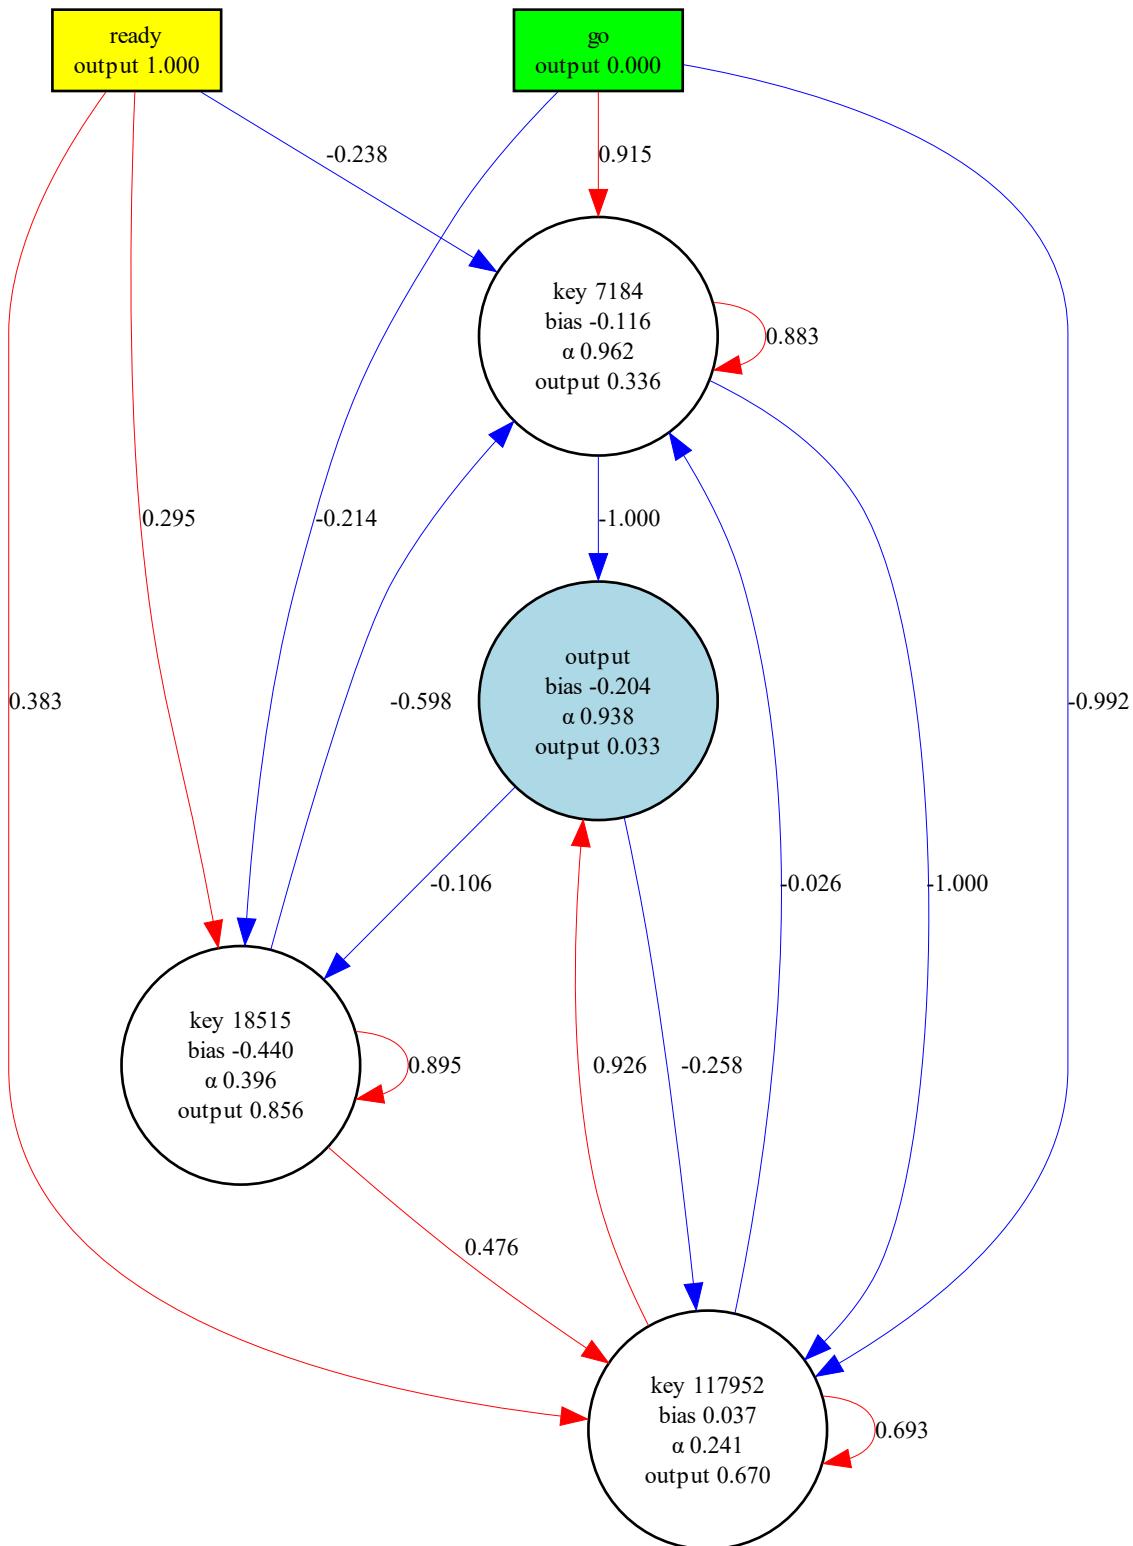 ready
output 1.000
go
output 0.000
-0.238
0.915
key 7184
bias -0.116
α 0.962
output 0.336
0.883
0.295
-0.214
-1.000
output
bias -0.204
α 0.938
output 0.033
0.383
-0.598
-0.992
-0.106
-0.026
-1.000
key 18515
bias -0.440
α 0.396
output 0.856
0.895
0.926
-0.258
0.476
key 117952
bias 0.037
α 0.241
output 0.670
0.693